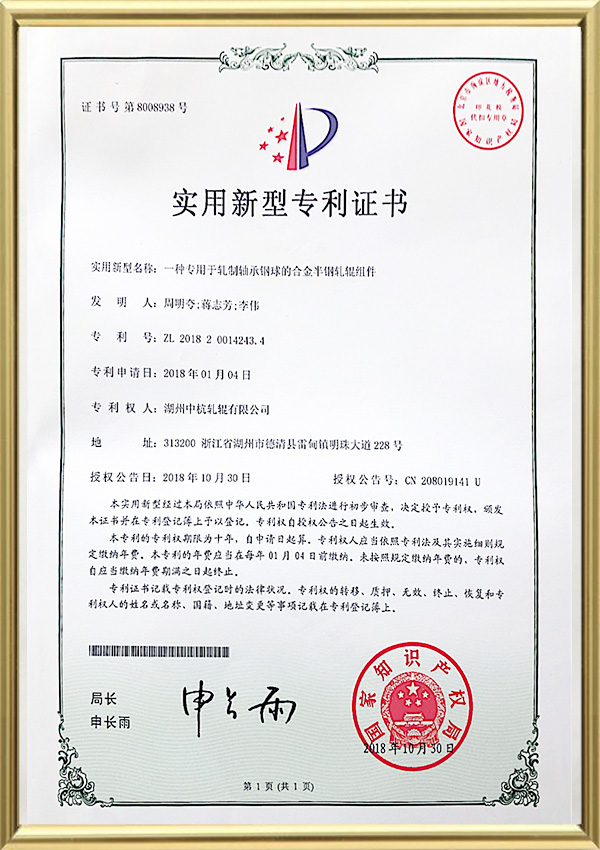 证书号第8008938号
印花税
代扣专用章
国家知识产权局
实用新型专利证书
实用新型名称：一种专用于轧制轴承钢球的合金半钢轧辊组件
发明人：周明夸;蒋志芳;李伟
专利号：ZL 2018 2 0014243.4
专利申请日：2018年01月04日
专利权人：湖州中杭轧辊有限公司
地址：313200 浙江省湖州市德清县雷甸镇明珠大道228号
授权公告日：2018年10月30日 授权公告号：CN 208019141 U
本实用新型经过本局依照中华人民共和国专利法进行初步审查，决定授予专利权，颁发
本证书并在专利登记簿上予以登记。专利权自授权公告之日起生效。
本专利的专利权期限为十年，自申请日起算。专利权人应当依照专利法及其实施细则规
定缴纳年费。本专利的年费应当在每年01月04日前缴纳。未按照规定缴纳年费的，专利权
自应当缴纳年费期满之日起终止。
专利证书记载专利权登记时的法律状况。专利权的转移、质押、无效、终止、恢复和专
利权人的姓名或名称、国籍、地址变更等事项记载在专利登记簿上。
局长
申长雨
申长雨
国家知识产权局
2018年10月30日
第1页(共1页)